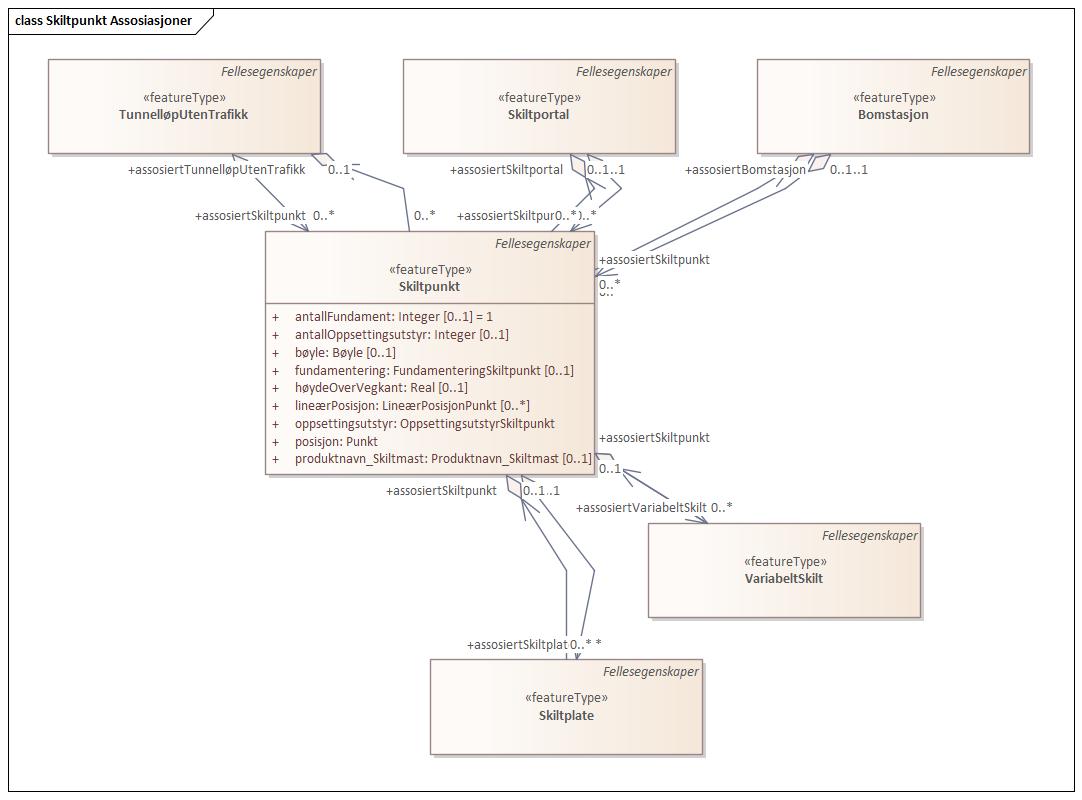 class Skiltpunkt Assosiasjoner
Fellesegenskaper
«featureType»
TunnelløpUtenTrafikk
Fellesegenskaper
«featureType»
Skiltportal
Fellesegenskaper
«featureType»
Bomstasjon
+assosiertTunnelløpUtenTrafikk 0..1
+assosiertSkiltportal 0..1..1
+assosiertBomstasjon 0..1..1
+assosiertSkiltpunkt 0..*
0..*
+assosiertSkiltpur 0..* )..*
+assosiertSkiltpunkt
0..*
Fellesegenskaper
«featureType»
Skiltpunkt
+ antallFundament: Integer [0..1] = 1
+ antallOppsettingsutstyr: Integer [0..1]
+ bøyle: Bøyle [0..1]
+ fundamentering: FundamenteringSkiltpunkt [0..1]
+ høydeOverVegkant: Real [0..1]
+ lineærPosisjon: LineærPosisjonPunkt [0..*]
+ oppsettingsutstyr: OppsettingsutstyrSkiltpunkt
+ posisjon: Punkt
+ produktnavn_Skiltmast: Produktnavn_Skiltmast [0..1]
+assosiertSkiltpunkt
0..1
+assosiertSkiltpunkt 0..1..1
+assosiertVariabeltSkilt 0..*
Fellesegenskaper
«featureType»
VariabeltSkilt
+assosiertSkiltplat 0..* *
Fellesegenskaper
«featureType»
Skiltplate